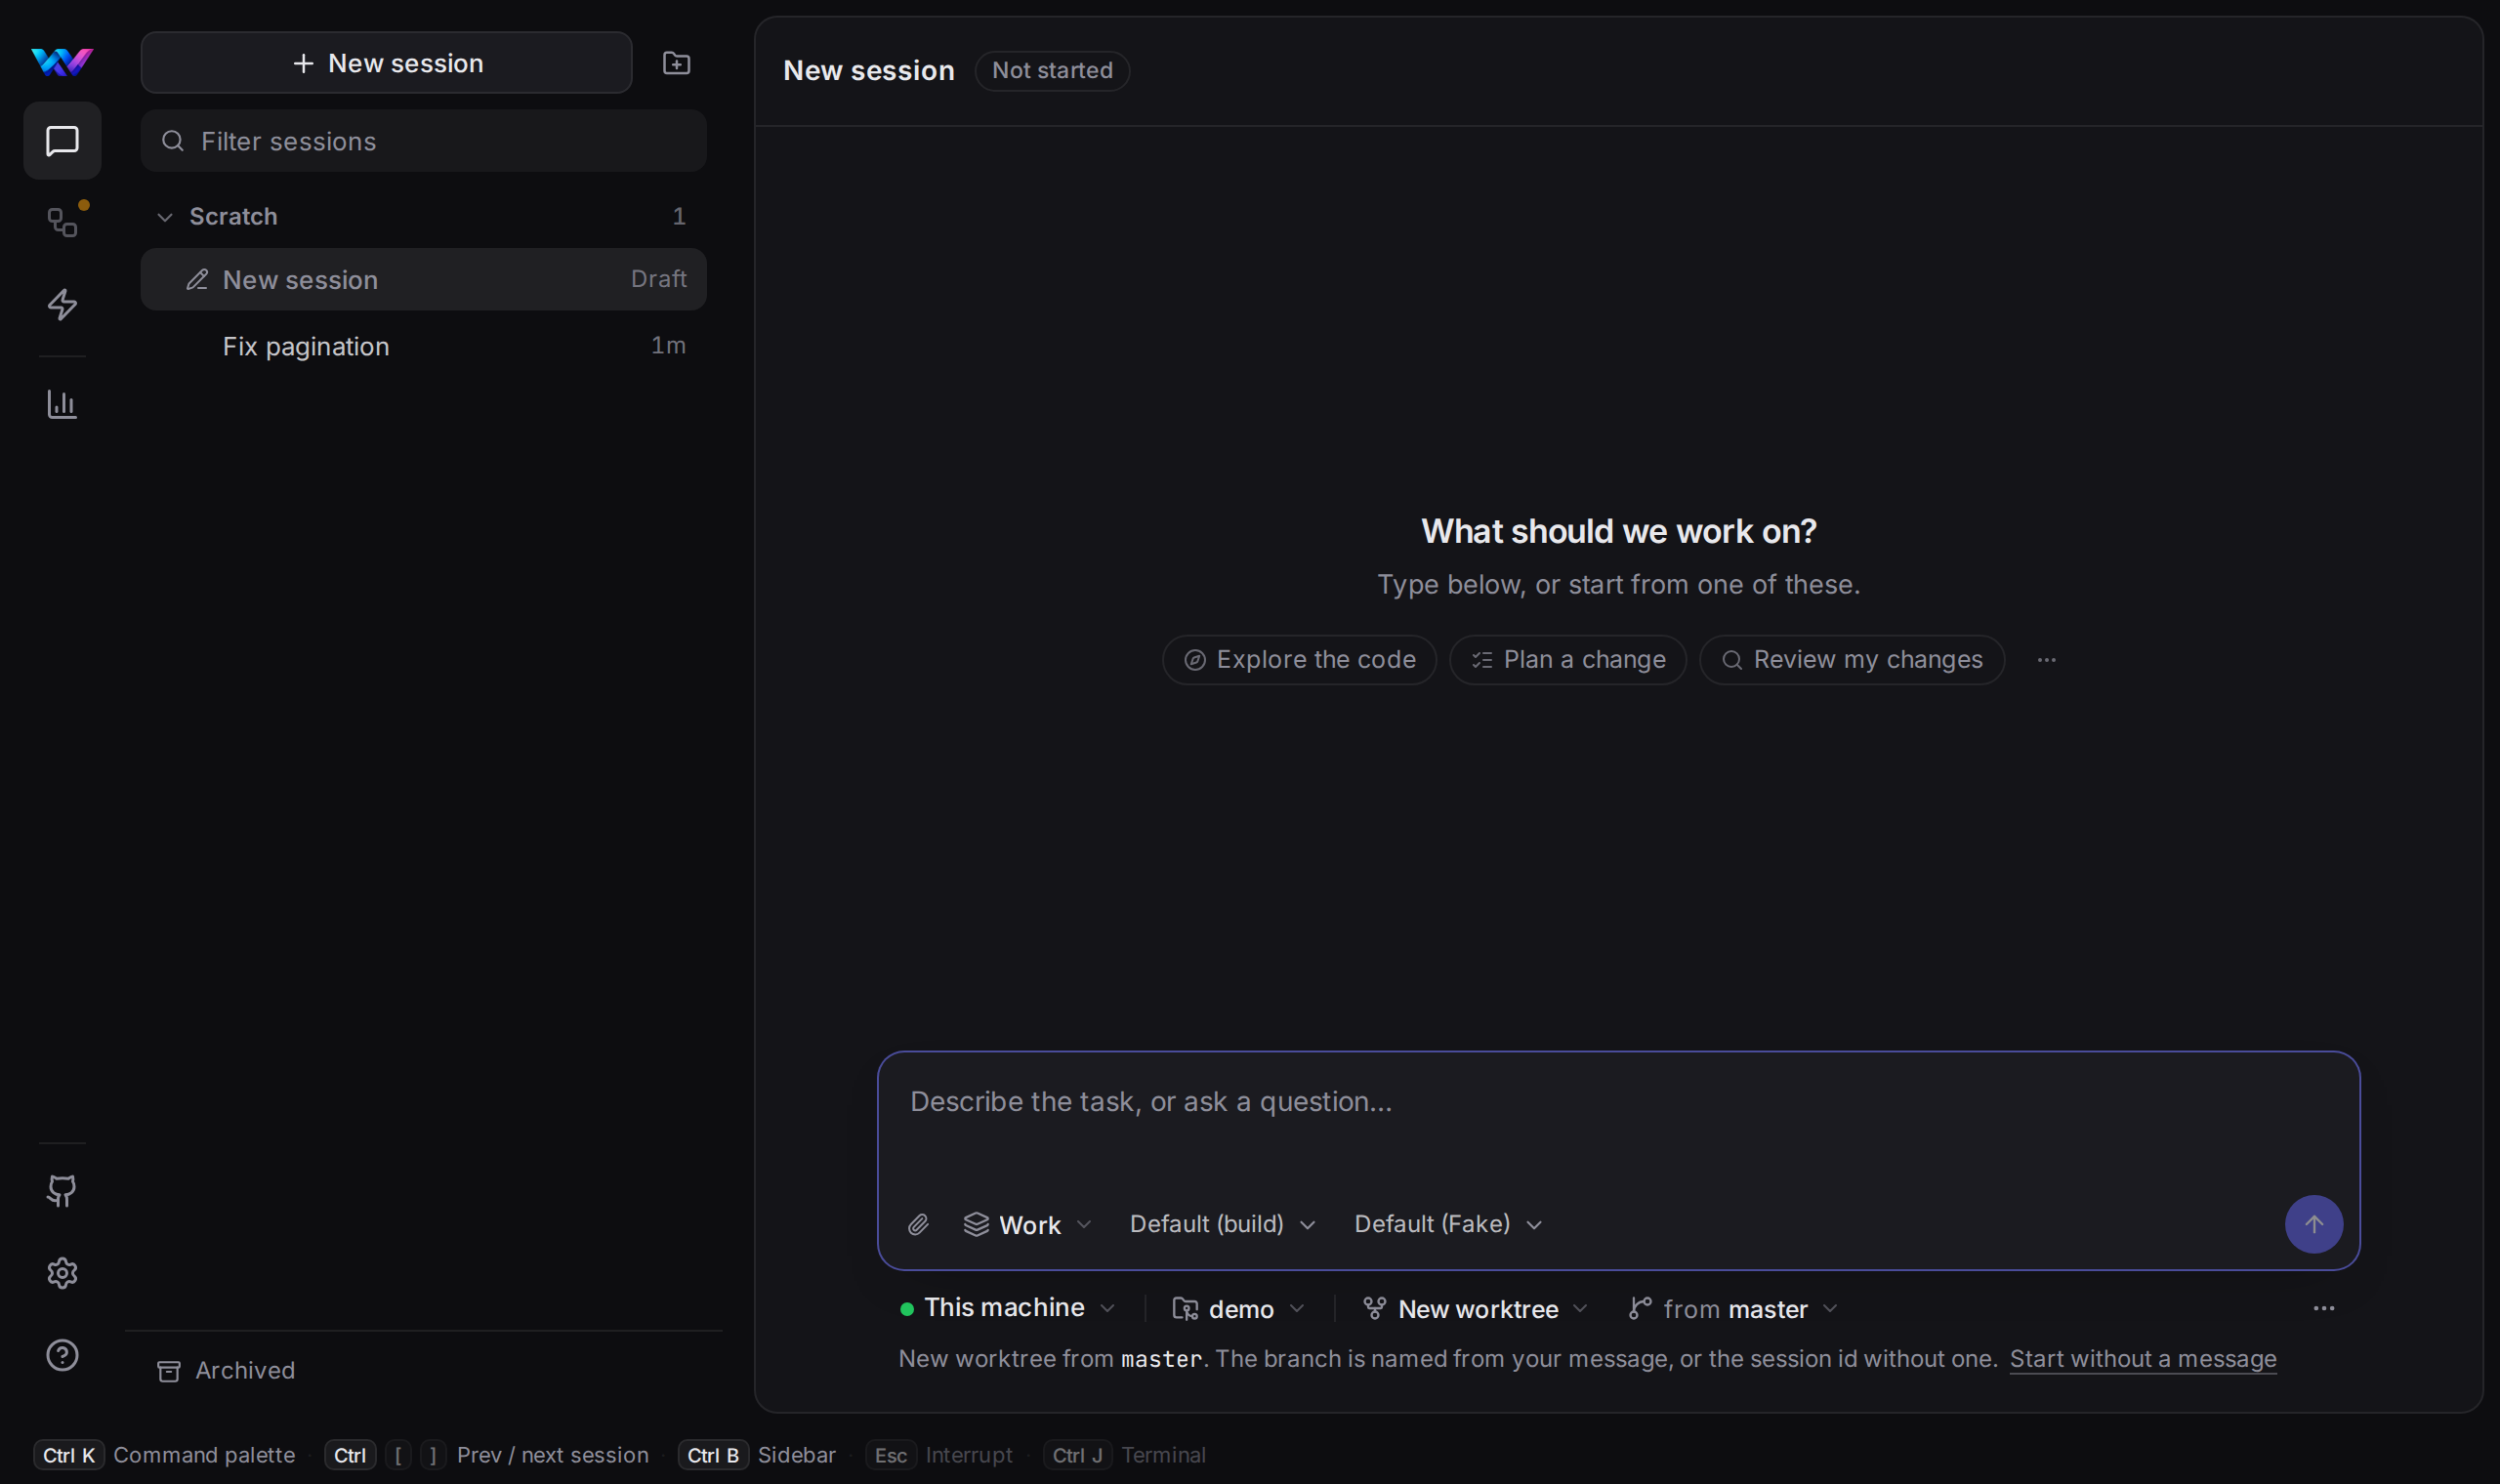 New session
Filter sessions
Scratch 1
New session Draft
Fix pagination 1m
Archived
New session Not started
What should we work on?
Type below, or start from one of these.
Explore the code Plan a change Review my changes
Describe the task, or ask a question...
Work Default (build) Default (Fake)
This machine demo New worktree from master
New worktree from master. The branch is named from your message, or the session id without one. Start without a message
Ctrl K Command palette · Ctrl [ ] Prev / next session · Ctrl B Sidebar · Esc Interrupt · Ctrl J Terminal